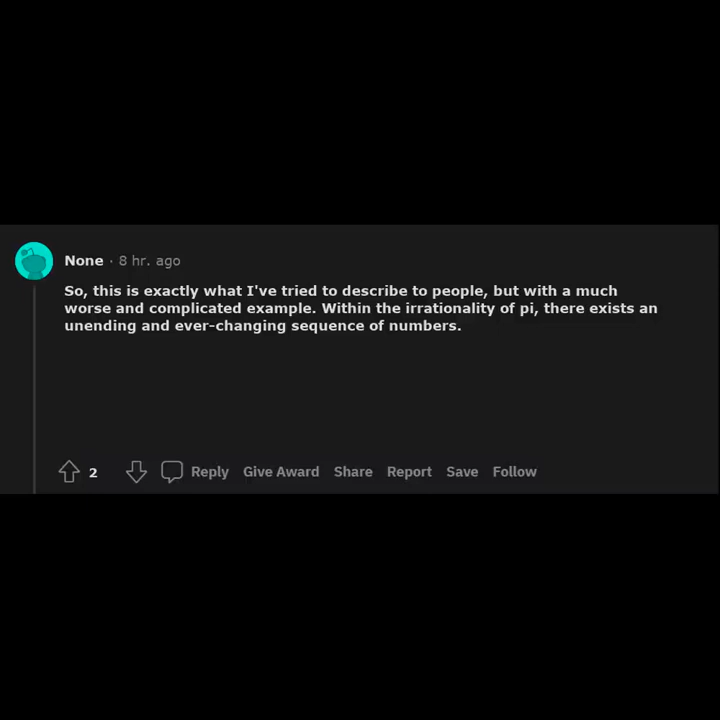 None · 8 hr. ago
So, this is exactly what I've tried to describe to people, but with a much
worse and complicated example. Within the irrationality of pi, there exists an
unending and ever-changing sequence of numbers.
2 Reply Give Award Share Report Save Follow